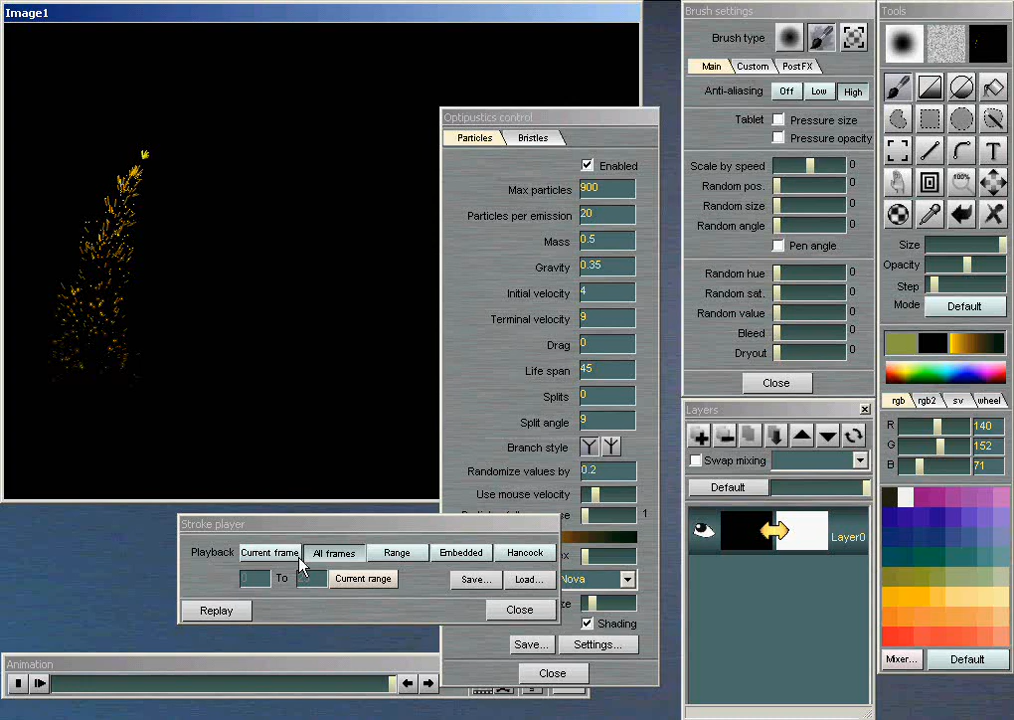 Image1
Optipustics control
Particles Bristles
Enabled
Max particles 900
Particles per emission 20
Mass 0.5
Gravity 0.35
Initial velocity 4
Terminal velocity 9
Drag 0
Life span 45
Splits 0
Split angle 9
Branch style
Randomize values by 0.2
Use mouse velocity
1
Nova
Shading
Save... Settings...
Close
Stroke player
Playback Current frame All frames Range Embedded Hancock
0 To Current range Save... Load...
Replay Close
Animation
Brush settings
Brush type
Main Custom PostFX
Anti-aliasing Off Low High
Tablet Pressure size
Pressure opacity
Scale by speed 0
Random pos. 0
Random size 0
Random angle 0
Pen angle
Random hue 0
Random sat. 0
Random value 0
Bleed 0
Dryout 0
Close
Layers
Swap mixing
Default
Layer0
Tools
T
100%
Size
Opacity
Step
Mode Default
rgb rgb2 sv wheel
R 140
G 152
B 71
Mixer... Default